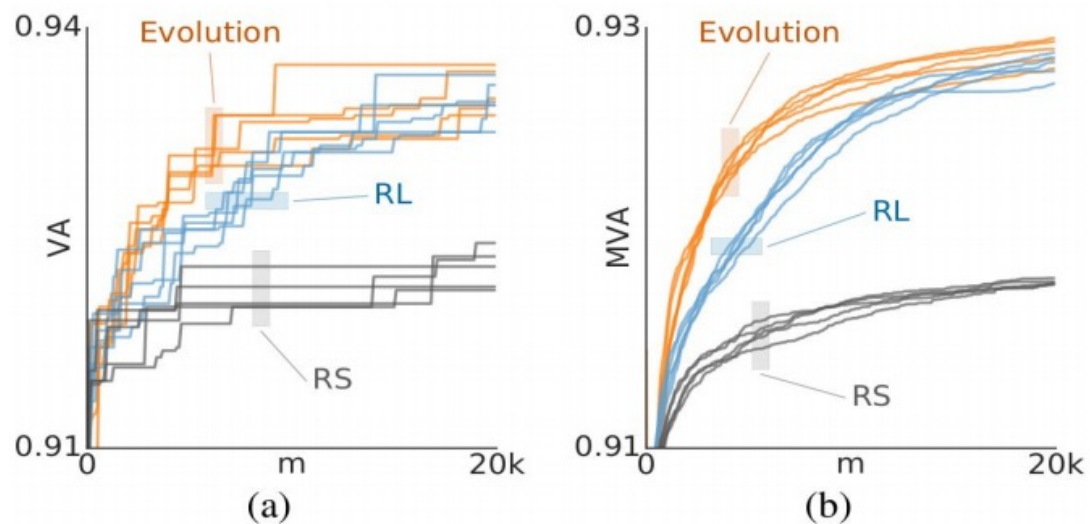 0.94
Evolution
VA
RL
RS
0.91
0
m
20k
(a)
0.93
Evolution
MVA
RL
RS
0.91
0
m
20k
(b)